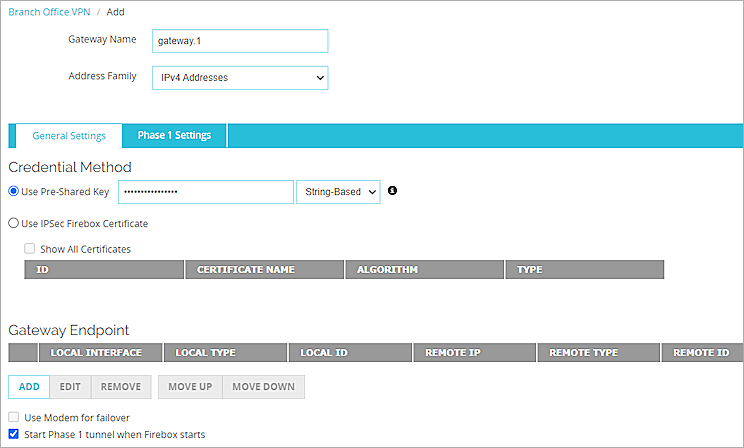 Branch Office VPN / Add
Gateway Name gateway.1
Address Family IPv4 Addresses
General Settings Phase 1 Settings
Credential Method
Use Pre-Shared Key •••••••••••••••• String-Based
Use IPSec Firebox Certificate
Show All Certificates
ID CERTIFICATE NAME ALGORITHM TYPE
Gateway Endpoint
LOCAL INTERFACE LOCAL TYPE LOCAL ID REMOTE IP REMOTE TYPE REMOTE ID
ADD EDIT REMOVE MOVE UP MOVE DOWN
Use Modem for failover
Start Phase 1 tunnel when Firebox starts